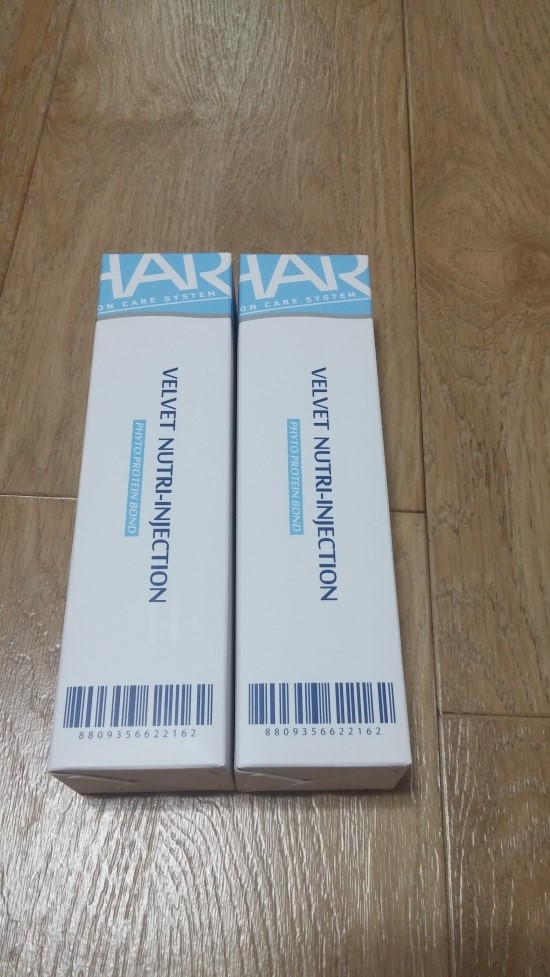 HAR
ON CARE SYSTEM
VELVET NUTRI-INJECTION
PHYTO PROTEIN BOND
8809356622162
HAR
ON CARE SYSTEM
VELVET NUTRI-INJECTION
PHYTO PROTEIN BOND
8809356622162